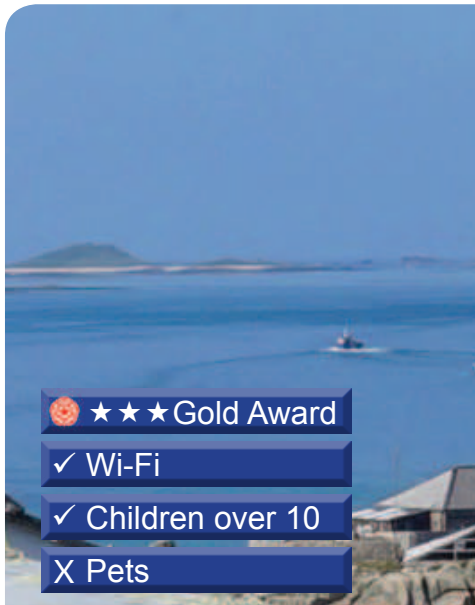 ★★★Gold Award
✓ Wi-Fi
✓ Children over 10
X Pets